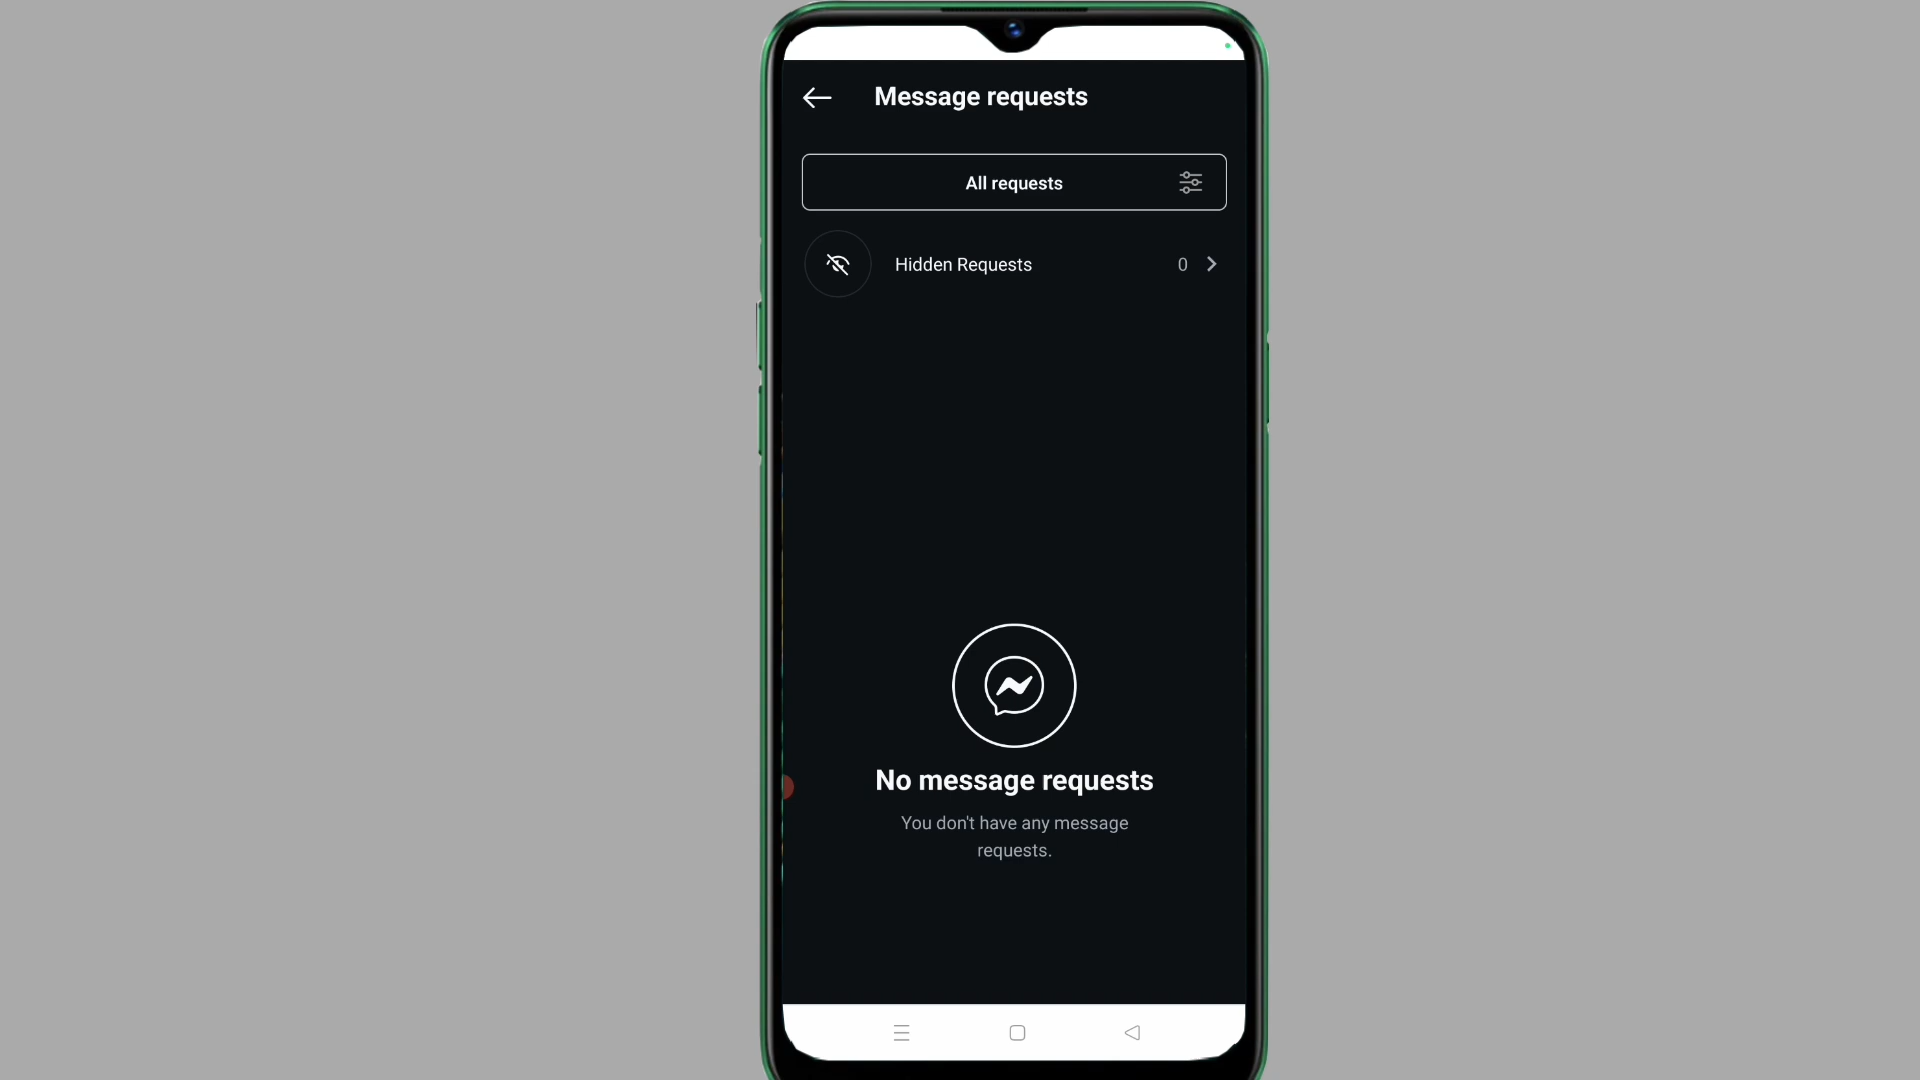 Message requests
All requests
Hidden Requests 0
No message requests
You don't have any message
requests.